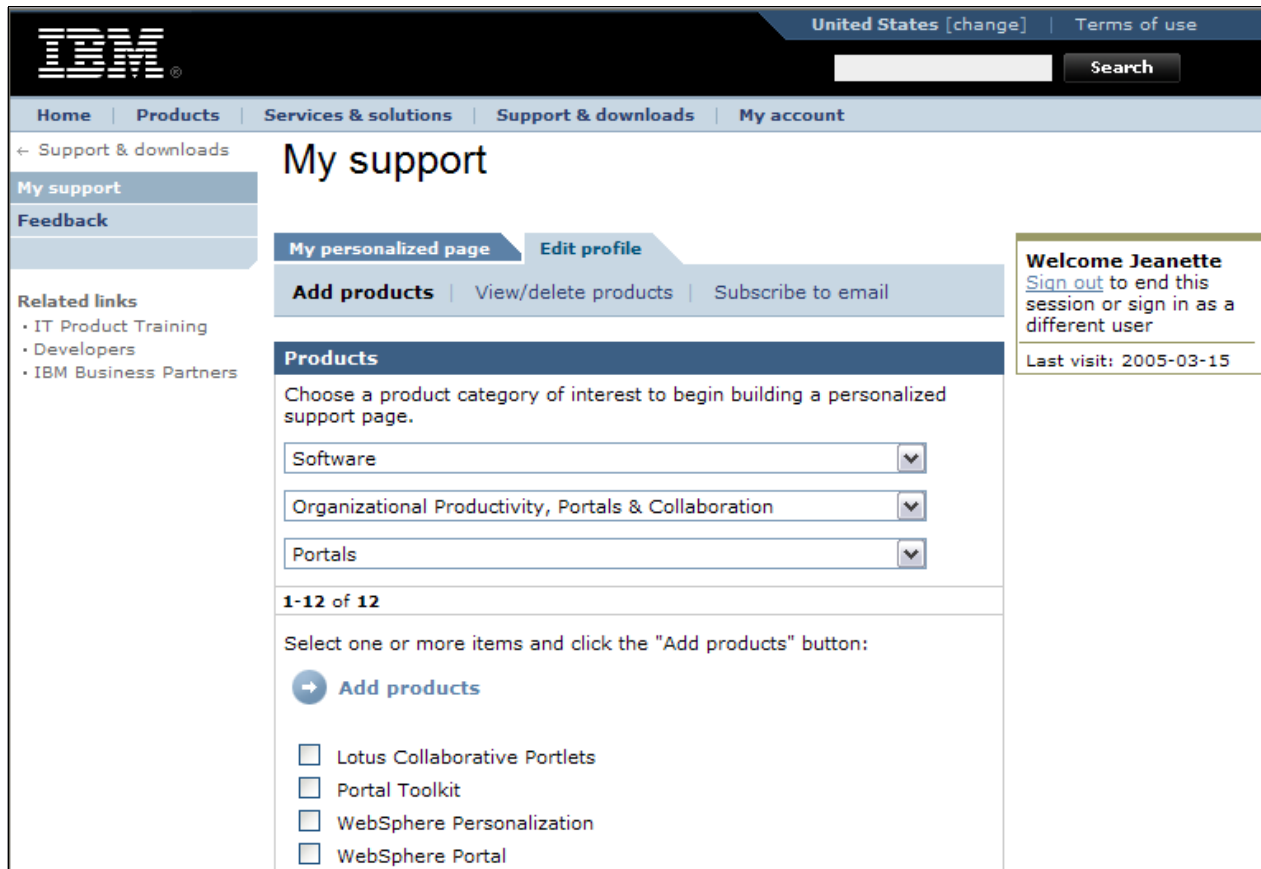 United States [change] | Terms of use
IBM®
Search
Home | Products | Services & solutions | Support & downloads | My account
← Support & downloads
My support
Feedback
Related links
· IT Product Training
· Developers
· IBM Business Partners
My support
My personalized page
Edit profile
Add products | View/delete products | Subscribe to email
Products
Choose a product category of interest to begin building a personalized
support page.
Software
Organizational Productivity, Portals & Collaboration
Portals
1-12 of 12
Select one or more items and click the "Add products" button:
Add products
Lotus Collaborative Portlets
Portal Toolkit
WebSphere Personalization
WebSphere Portal
Welcome Jeanette
Sign out to end this
session or sign in as a
different user
Last visit: 2005-03-15